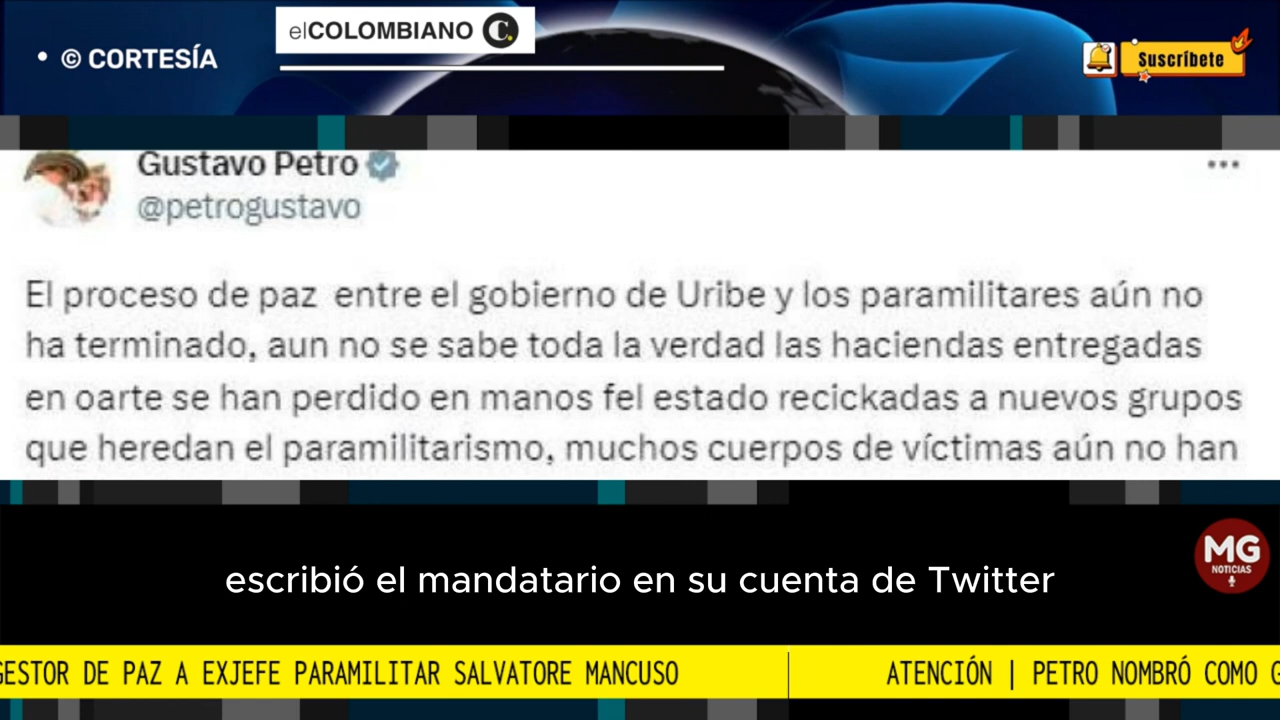 elCOLOMBIANO C.
• © CORTESÍA
Suscríbete
Gustavo Petro
@petrogustavo
El proceso de paz entre el gobierno de Uribe y los paramilitares aún no
ha terminado, aun no se sabe toda la verdad las haciendas entregadas
en oarte se han perdido en manos fel estado recickadas a nuevos grupos
que heredan el paramilitarismo, muchos cuerpos de víctimas aún no han
escribió el mandatario en su cuenta de Twitter
MG
NOTICIAS
GESTOR DE PAZ A EXJEFE PARAMILITAR SALVATORE MANCUSO ATENCIÓN | PETRO NOMBRÓ COMO G